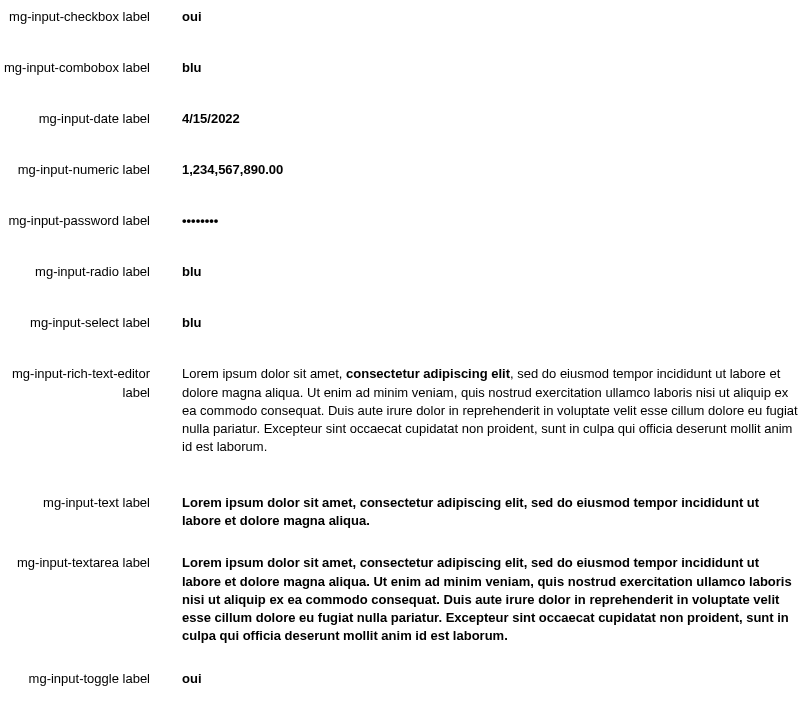 mg-input-checkbox label oui
mg-input-combobox label blu
mg-input-date label 4/15/2022
mg-input-numeric label 1,234,567,890.00
mg-input-password label ••••••••
mg-input-radio label blu
mg-input-select label blu
mg-input-rich-text-editor label
Lorem ipsum dolor sit amet, consectetur adipiscing elit, sed do eiusmod tempor incididunt ut labore et
dolore magna aliqua. Ut enim ad minim veniam, quis nostrud exercitation ullamco laboris nisi ut aliquip ex
ea commodo consequat. Duis aute irure dolor in reprehenderit in voluptate velit esse cillum dolore eu fugiat
nulla pariatur. Excepteur sint occaecat cupidatat non proident, sunt in culpa qui officia deserunt mollit anim
id est laborum.
mg-input-text label Lorem ipsum dolor sit amet, consectetur adipiscing elit, sed do eiusmod tempor incididunt ut
labore et dolore magna aliqua.
mg-input-textarea label Lorem ipsum dolor sit amet, consectetur adipiscing elit, sed do eiusmod tempor incididunt ut
labore et dolore magna aliqua. Ut enim ad minim veniam, quis nostrud exercitation ullamco laboris
nisi ut aliquip ex ea commodo consequat. Duis aute irure dolor in reprehenderit in voluptate velit
esse cillum dolore eu fugiat nulla pariatur. Excepteur sint occaecat cupidatat non proident, sunt in
culpa qui officia deserunt mollit anim id est laborum.
mg-input-toggle label oui